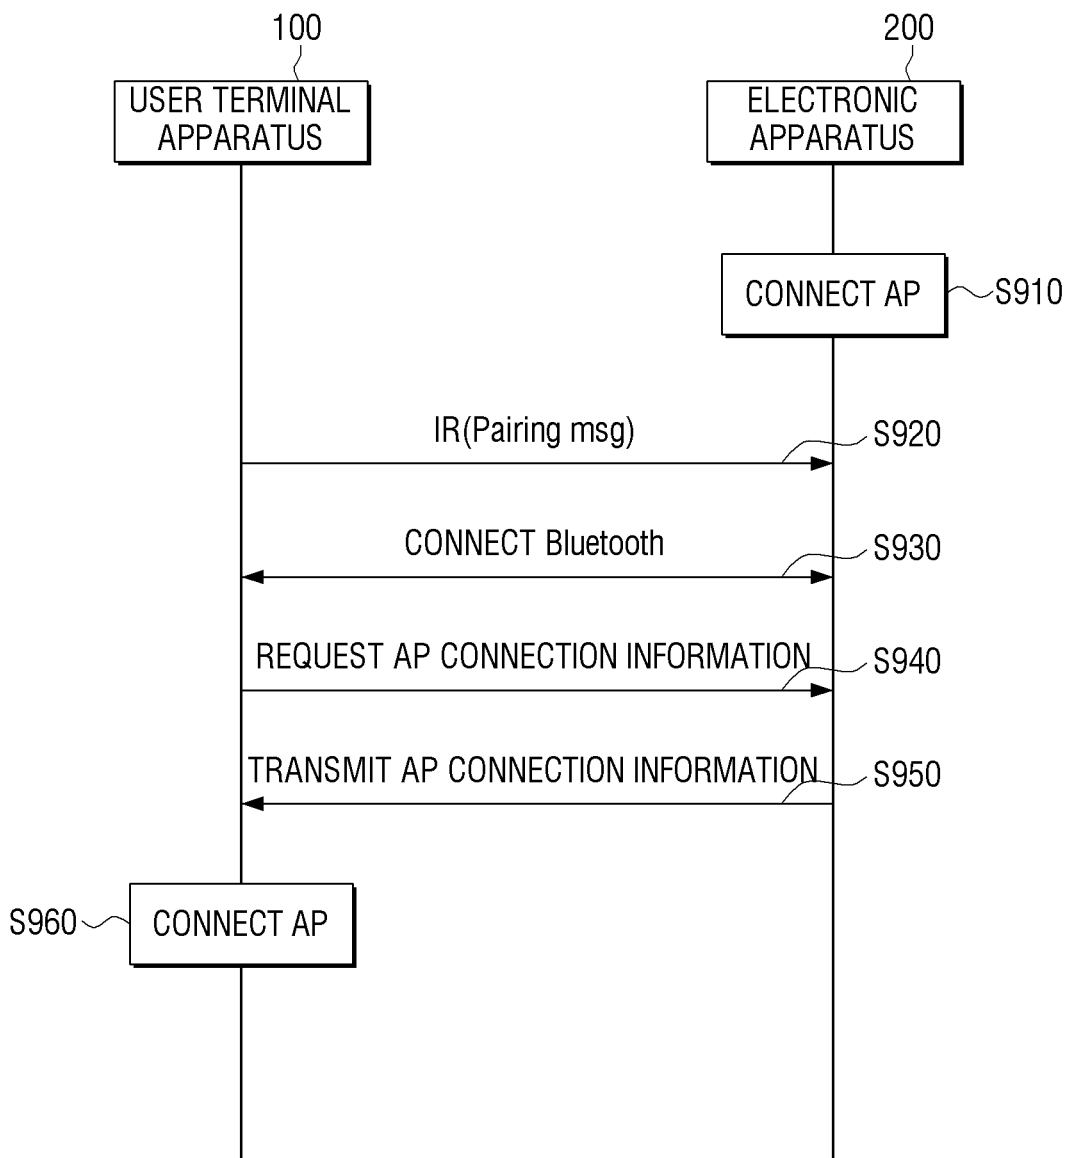 100
200
USER TERMINAL
APPARATUS
ELECTRONIC
APPARATUS
CONNECT AP
S910
IR(Pairing msg)
S920
CONNECT Bluetooth
S930
REQUEST AP CONNECTION INFORMATION
S940
TRANSMIT AP CONNECTION INFORMATION
S950
S960
CONNECT AP